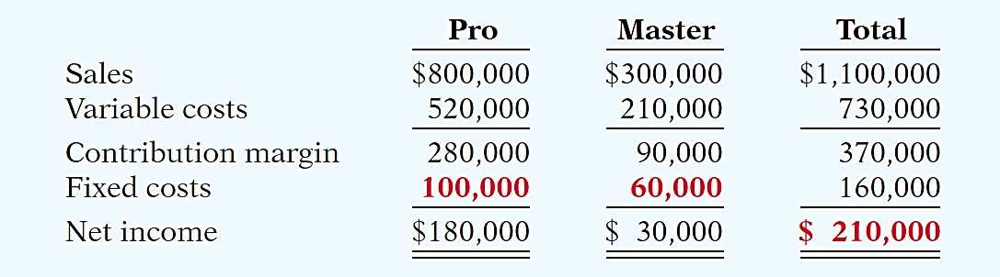 Pro Master Total
Sales $800,000 $300,000 $1,100,000
Variable costs 520,000 210,000 730,000
Contribution margin 280,000 90,000 370,000
Fixed costs 100,000 60,000 160,000
Net income $180,000 $ 30,000 $ 210,000